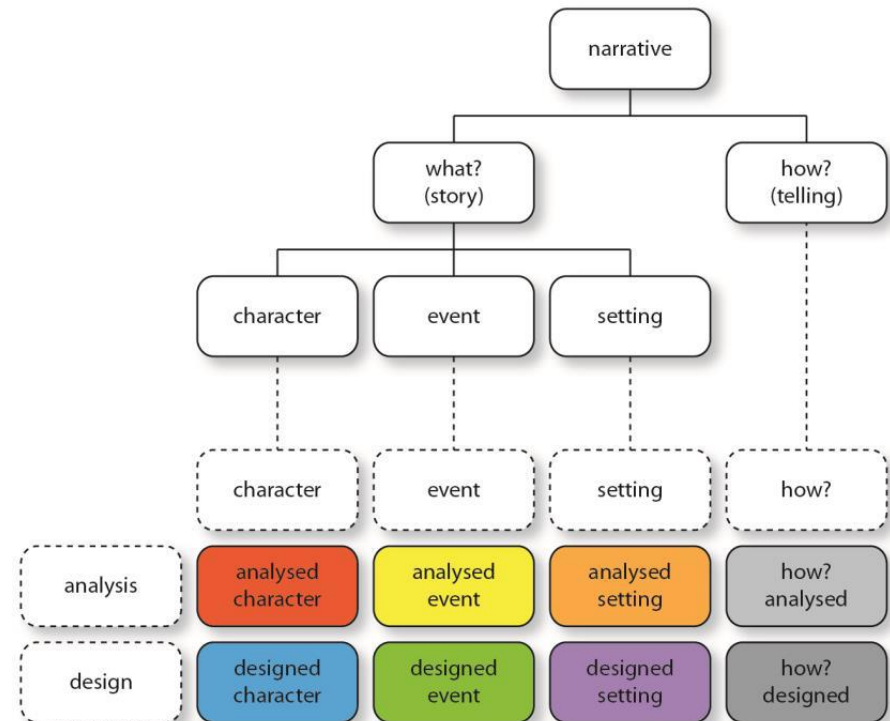 narrative
what?
(story)
how?
(telling)
character
event
setting
character
event
setting
how?
analysis
analysed
character
analysed
event
analysed
setting
how?
analysed
design
designed
character
designed
event
designed
setting
how?
designed